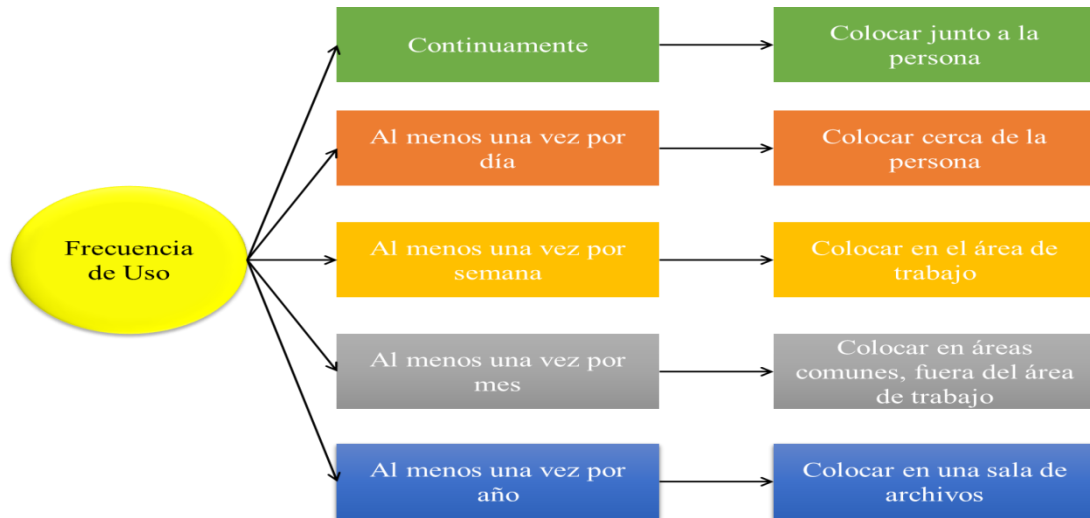 Frecuencia
de Uso
Continuamente
Colocar junto a la
persona
Al menos una vez por
día
Colocar cerca de la
persona
Al menos una vez por
semana
Colocar en el área de
trabajo
Al menos una vez por
mes
Colocar en áreas
comunes, fuera del área
de trabajo
Al menos una vez por
año
Colocar en una sala de
archivos